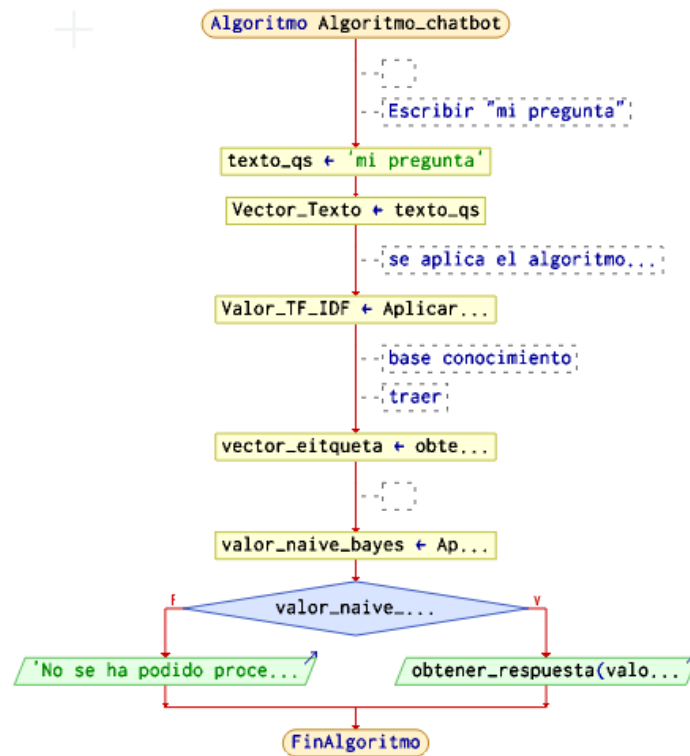 Algoritmo Algoritmo_chatbot
Escribir "mi pregunta"
texto_qs ← 'mi pregunta'
Vector_Texto ← texto_qs
se aplica el algoritmo...
Valor_TF_IDF ← Aplicar...
base conocimiento
traer
vector_eitqueta ← obte...
valor_naive_bayes ← Ap...
valor_naive_...
F
V
'No se ha podido proce...
obtener_respuesta(valo...
FinAlgoritmo